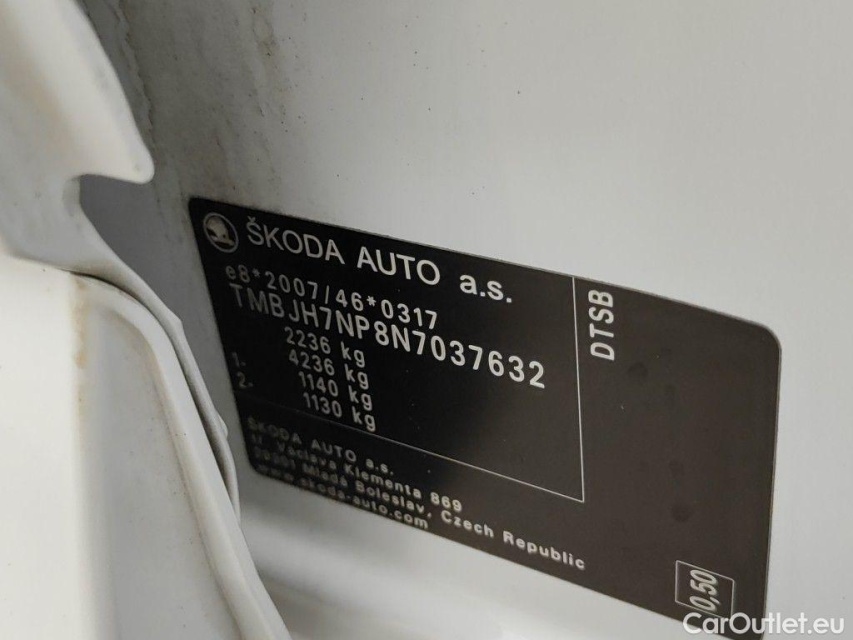 ŠKODA AUTO a.s.
e8*2007/46*0317
TMBJH7NP8N7037632
2236 kg
4236 kg
1- 1140 kg
2- 1130 kg
DTSB
ŠKODA AUTO a.s.
tř. Václava Klementa 869
29301 Mladá Boleslav, Czech Republic
www.skoda-auto.com
0,50
CarOutlet.eu